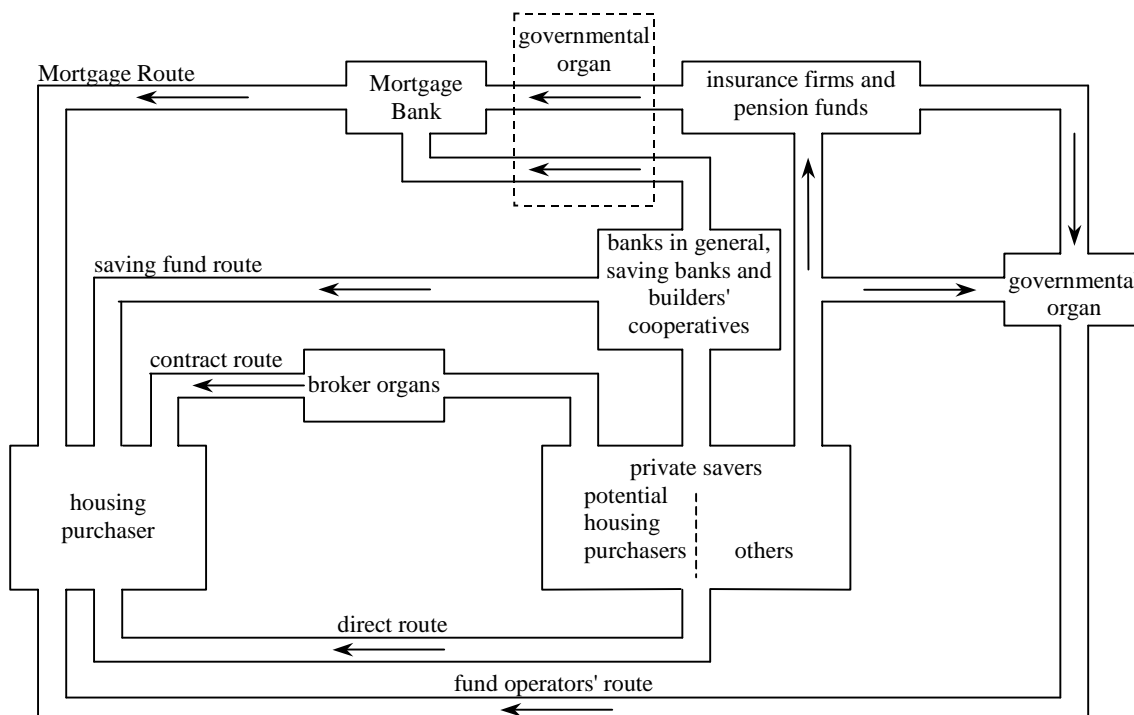 governmental
organ
Mortgage Route
Mortgage
Bank
insurance firms and
pension funds
banks in general,
saving banks and
builders'
cooperatives
saving fund route
governmenta
organ
contract route
broker organs
private savers
potential
housing
purchasers
others
housing
purchaser
direct route
fund operators' route